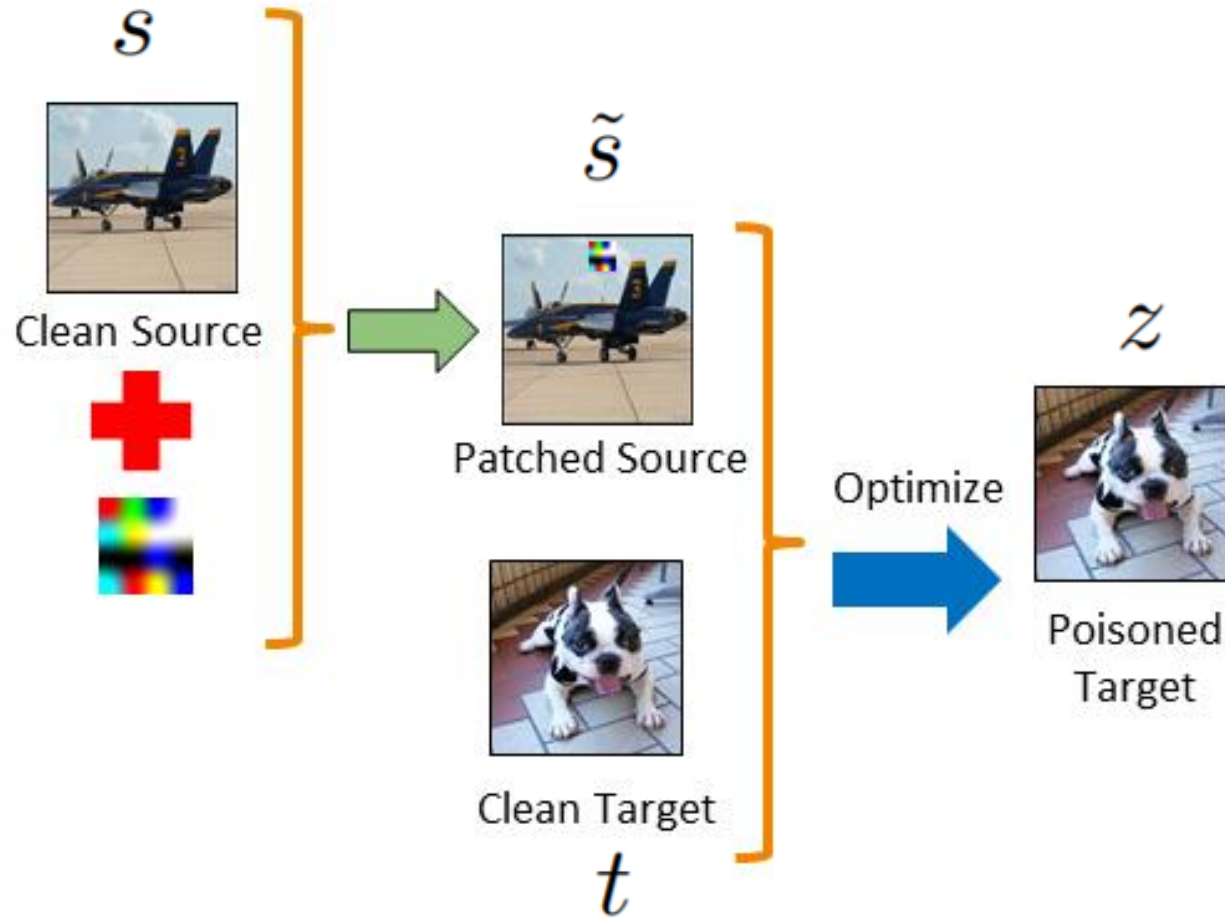 s
Clean Source
s̃
Patched Source
Clean Target
t
Optimize
z
Poisoned
Target